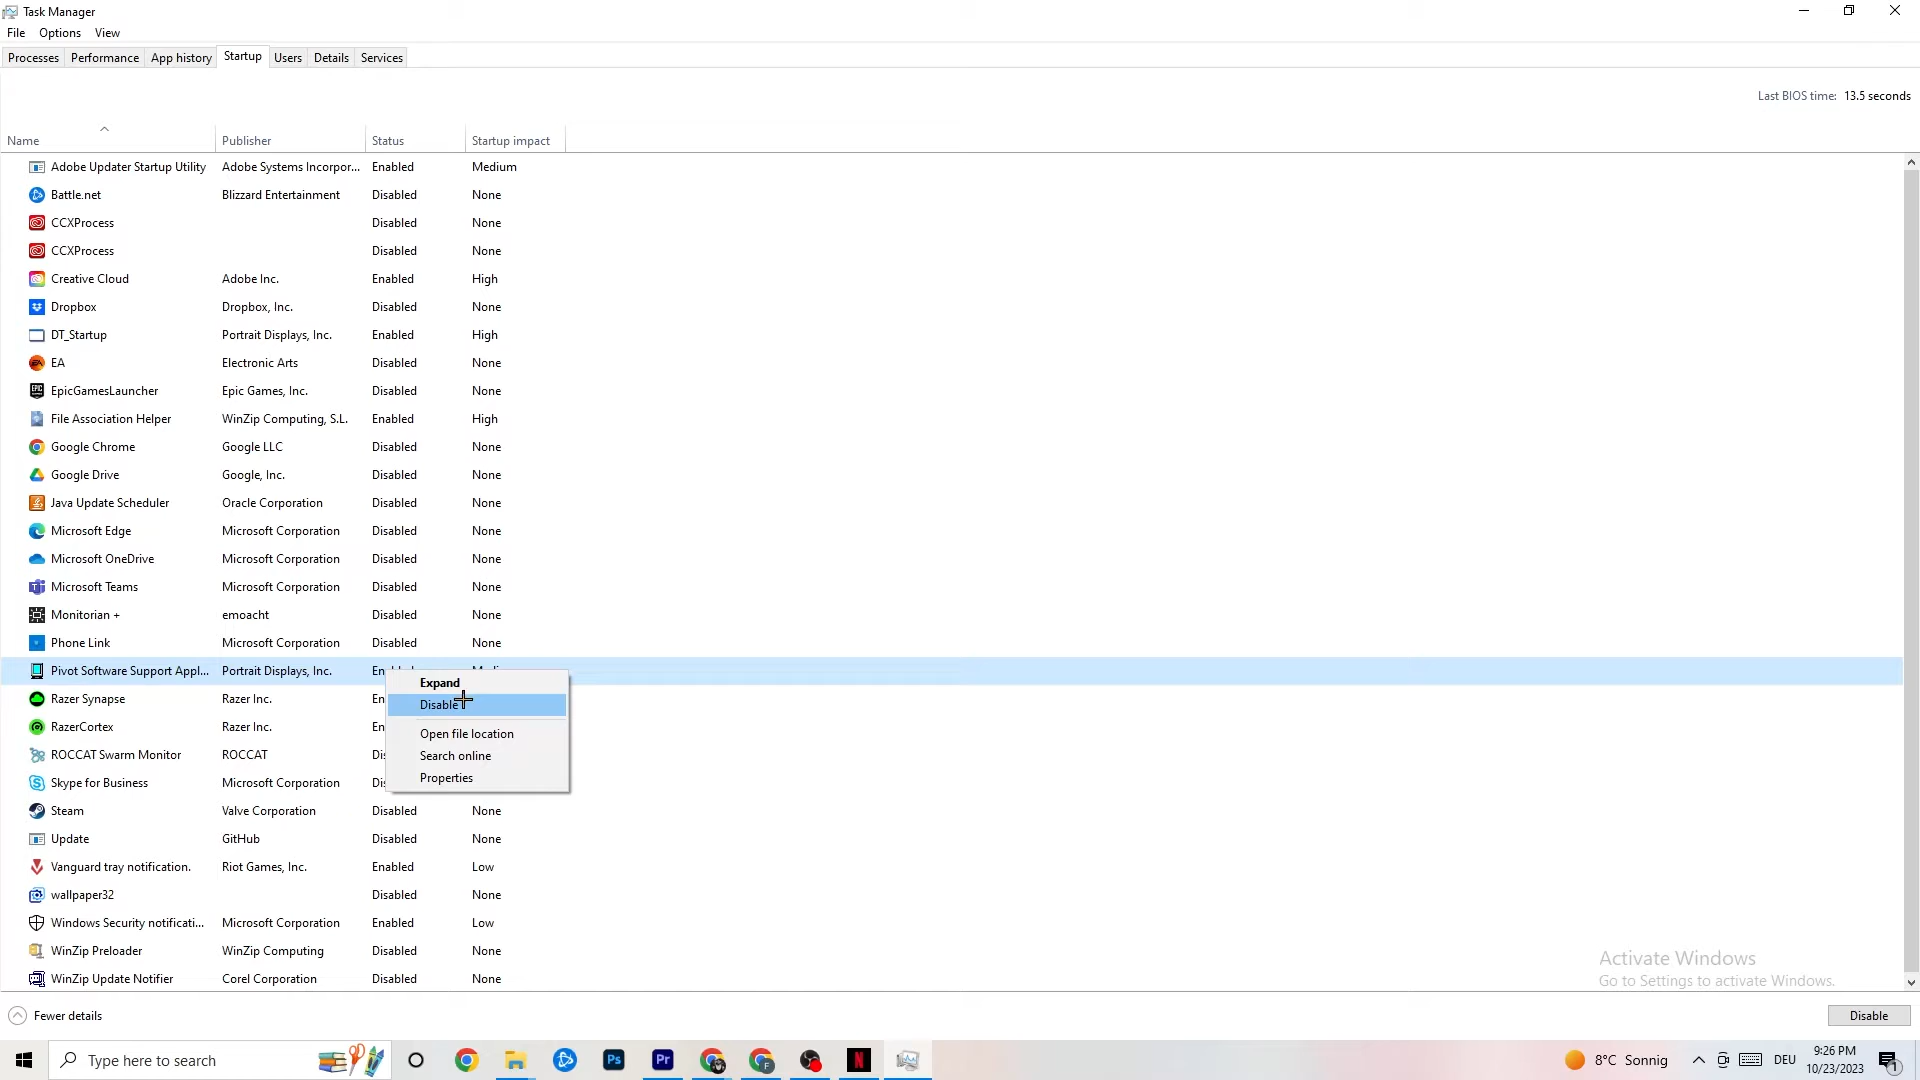 Task Manager
File Options View
Processes Performance App history Startup Users Details Services
Last BIOS time: 13.5 seconds
Name Publisher Status Startup impact
Adobe Updater Startup Utility Adobe Systems Incorpor... Enabled Medium
Battle.net Blizzard Entertainment Disabled None
CCXProcess Disabled None
CCXProcess Disabled None
Creative Cloud Adobe Inc. Enabled High
Dropbox Dropbox, Inc. Disabled None
DT_Startup Portrait Displays, Inc. Enabled High
EA Electronic Arts Disabled None
EpicGamesLauncher Epic Games, Inc. Disabled None
File Association Helper WinZip Computing, S.L. Enabled High
Google Chrome Google LLC Disabled None
Google Drive Google, Inc. Disabled None
Java Update Scheduler Oracle Corporation Disabled None
Microsoft Edge Microsoft Corporation Disabled None
Microsoft OneDrive Microsoft Corporation Disabled None
Microsoft Teams Microsoft Corporation Disabled None
Monitorian + emoacht Disabled None
Phone Link Microsoft Corporation Disabled None
Pivot Software Support Appl... Portrait Displays, Inc.
Expand
Razer Synapse Razer Inc. En
Disable
RazerCortex Razer Inc. En
Open file location
ROCCAT Swarm Monitor ROCCAT Dis
Search online
Skype for Business Microsoft Corporation Dis
Properties
Steam Valve Corporation Disabled None
Update GitHub Disabled None
Vanguard tray notification. Riot Games, Inc. Enabled Low
wallpaper32 Disabled None
Windows Security notificati... Microsoft Corporation Enabled Low
WinZip Preloader WinZip Computing Disabled None
WinZip Update Notifier Corel Corporation Disabled None
Activate Windows
Go to Settings to activate Windows.
Fewer details Disable
Type here to search Ps Pr F N 8°C Sonnig DEU 9:26 PM
10/23/2023 1